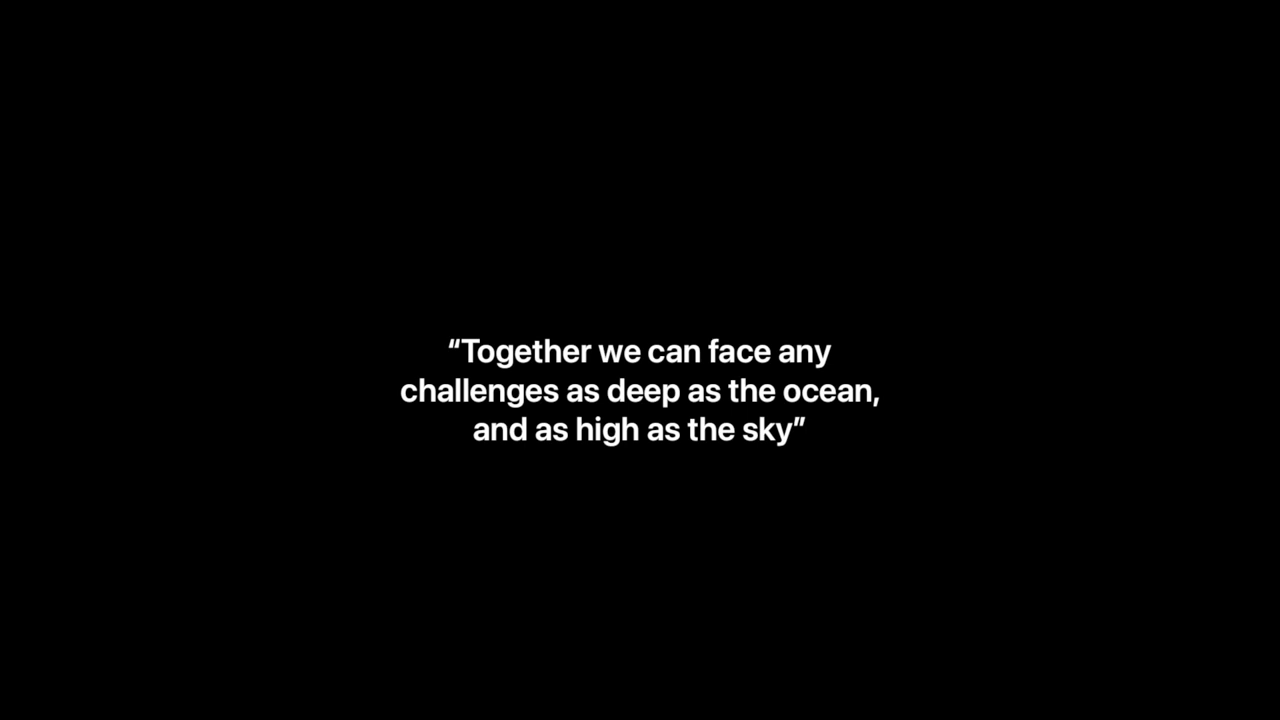 “Together we can face any
challenges as deep as the ocean,
and as high as the sky”